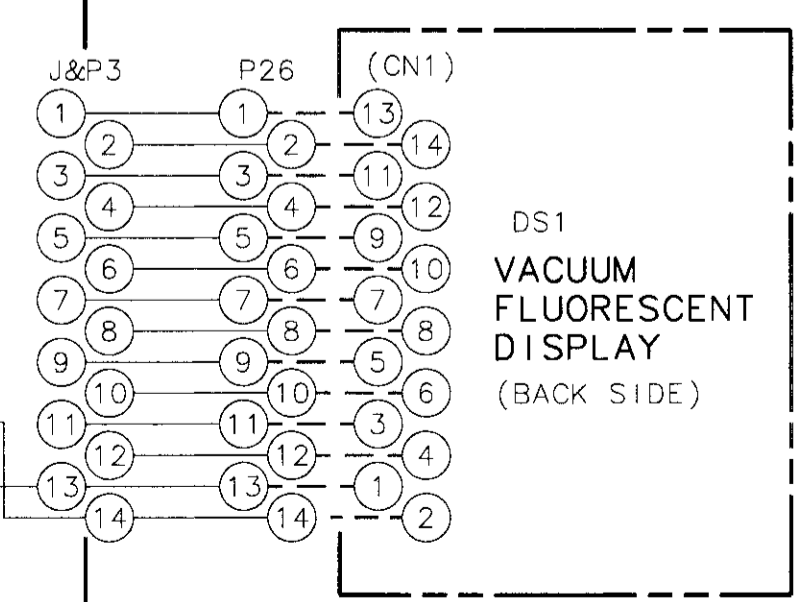 J&P3 P26 (CN1)
1 1 13
2 2 14
3 3 11
4 4 12
5 5 9
6 6 10
7 7 7
8 8 8
9 9 5
10 10 6
11 11 3
12 12 4
13 13 1
14 14 2
DS1
VACUUM
FLUORESCENT
DISPLAY
(BACK SIDE)